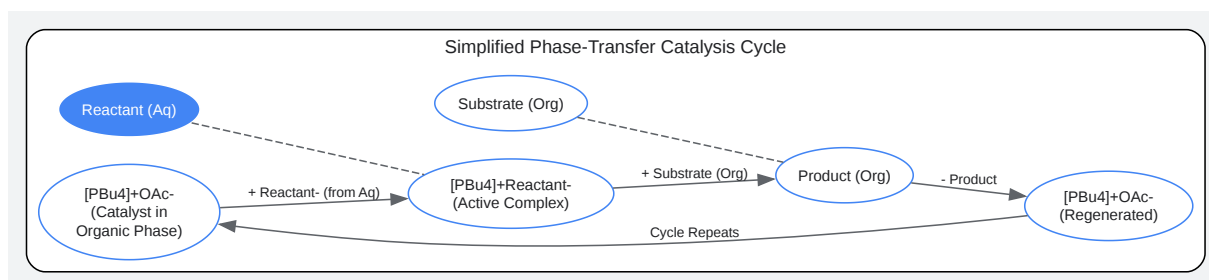 Simplified Phase-Transfer Catalysis Cycle
Reactant (Aq)
Substrate (Org)
[PBu4]+OAc-
(Catalyst in
Organic Phase)
+ Reactant- (from Aq)
[PBu4]+Reactant-
(Active Complex)
+ Substrate (Org)
Product (Org)
- Product
[PBu4]+OAc-
(Regenerated)
Cycle Repeats